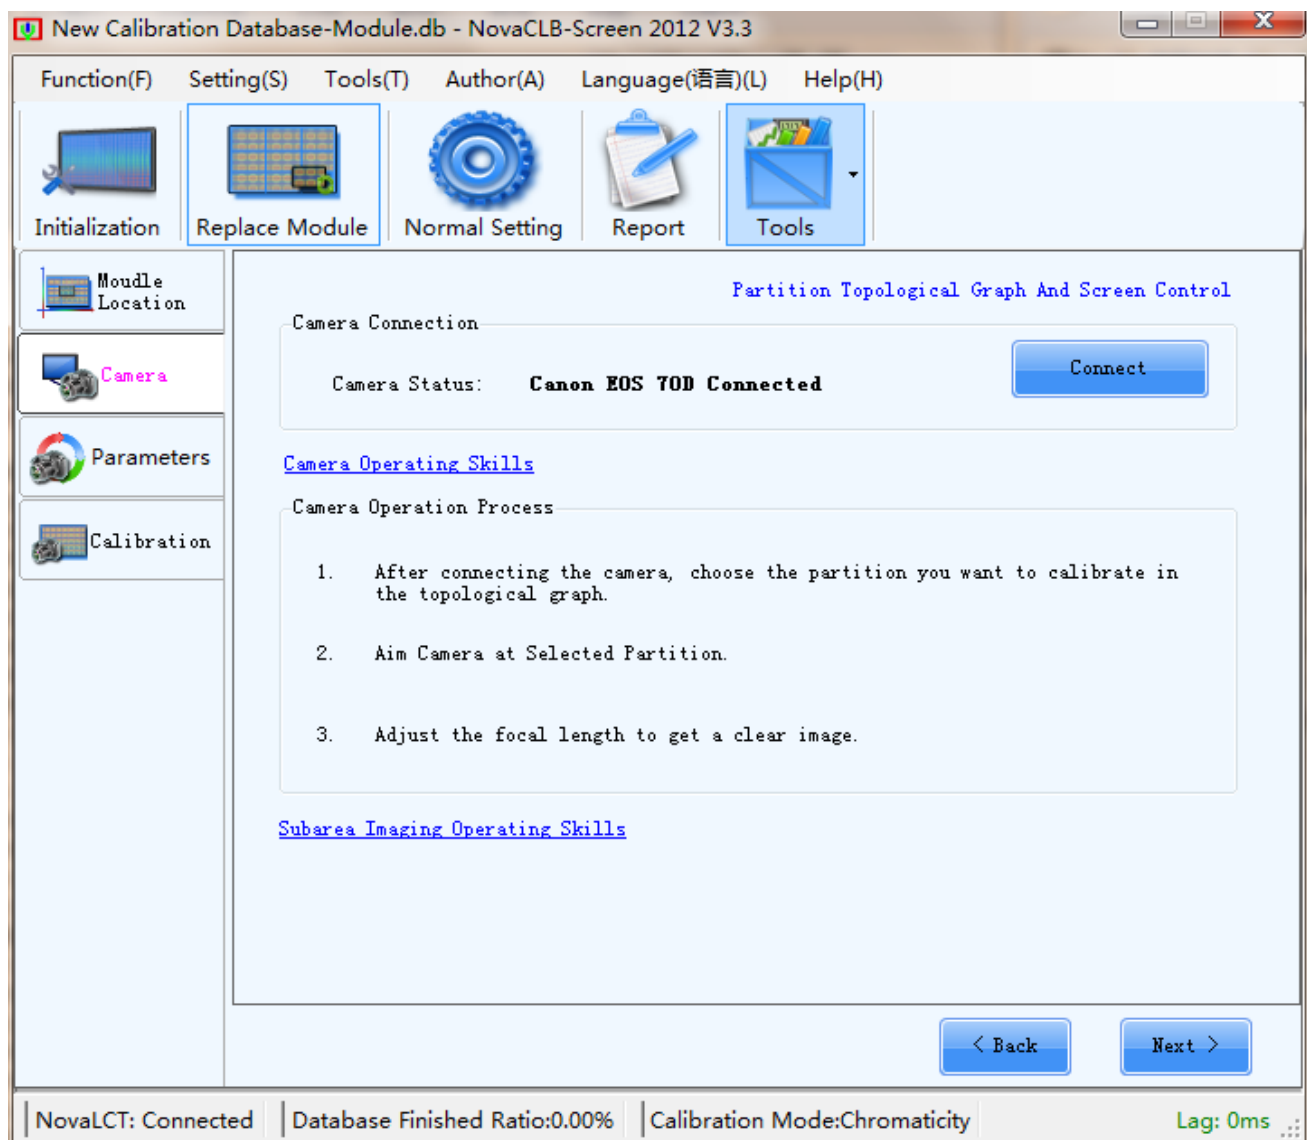 New Calibration Database-Module.db - NovaCLB-Screen 2012 V3.3
Function(F) Setting(S) Tools(T) Author(A) Language(语言)(L) Help(H)
Initialization Replace Module Normal Setting Report Tools
Moudle
Location
Camera
Parameters
Calibration
Partition Topological Graph And Screen Control
Camera Connection
Camera Status: Canon EOS 70D Connected
Connect
Camera Operating Skills
Camera Operation Process
1. After connecting the camera, choose the partition you want to calibrate in
the topological graph.
2. Aim Camera at Selected Partition.
3. Adjust the focal length to get a clear image.
Subarea Imaging Operating Skills
< Back Next >
NovaLCT: Connected Database Finished Ratio:0.00% Calibration Mode:Chromaticity Lag: 0ms